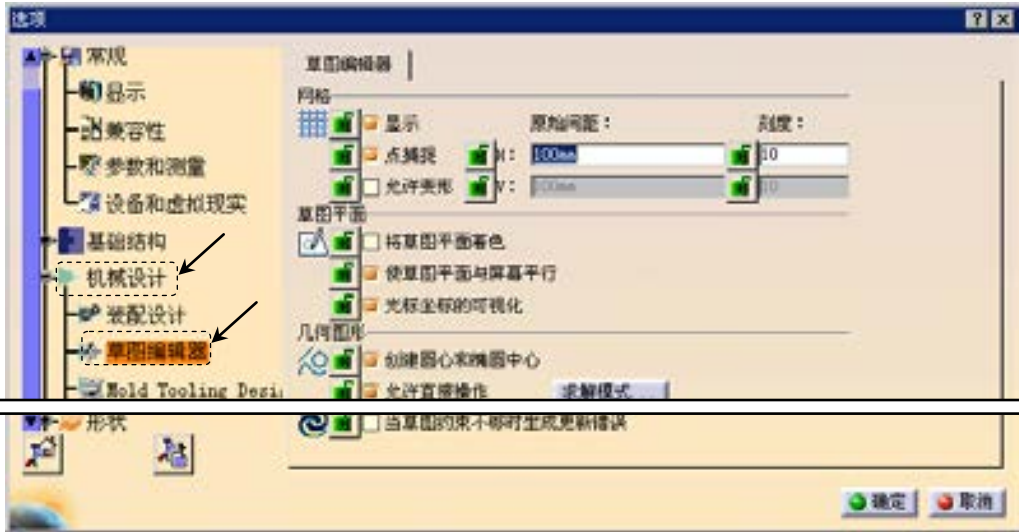 选项
常规
显示
兼容性
参数和测量
设备和虚拟现实
基础结构
机械设计
装配设计
草图编辑器
Mold Tooling Desi
形状
草图编辑器
网格
显示 原始间距： 刻度：
点捕捉 H： 100mm 10
允许变形 V： 100mm 10
草图平面
将草图平面着色
使草图平面与屏幕平行
光标坐标的可视化
几何图形
创建圆心和椭圆中心
允许直接操作 求解模式...
当草图约束不够时生成更新错误
确定 取消